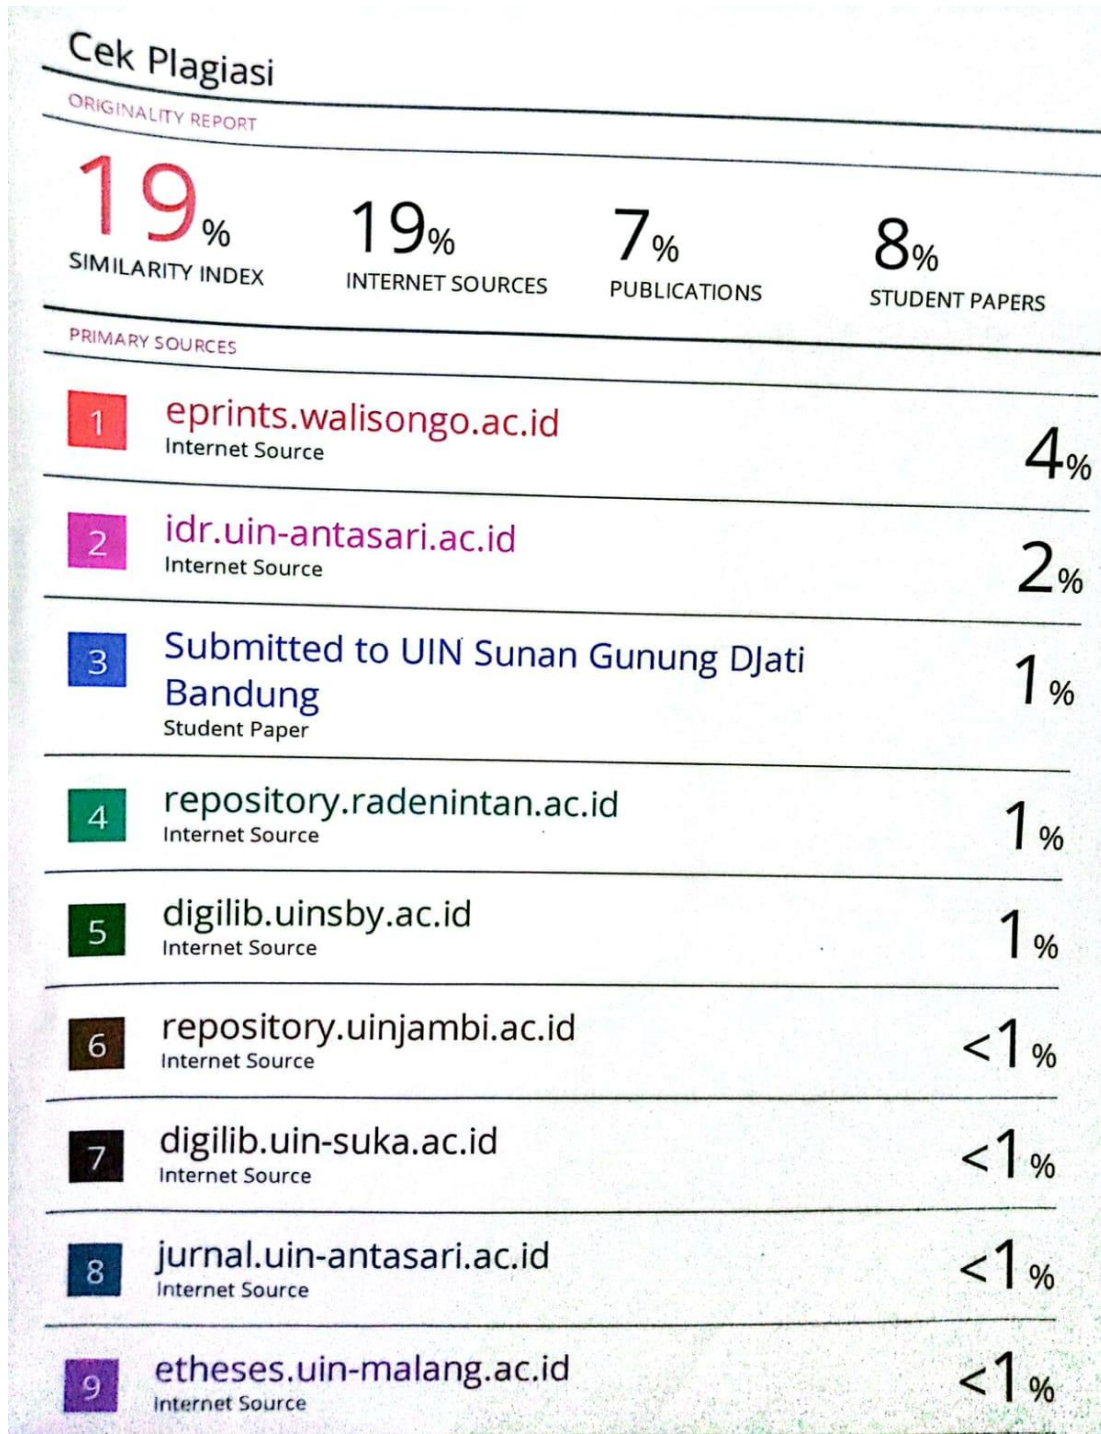 Cek Plagiasi
ORIGINALITY REPORT
19% 19% 7% 8%
SIMILARITY INDEX INTERNET SOURCES PUBLICATIONS STUDENT PAPERS
PRIMARY SOURCES
1 eprints.walisongo.ac.id 4%
Internet Source
2 idr.uin-antasari.ac.id 2%
Internet Source
3 Submitted to UIN Sunan Gunung DJati 1%
Bandung
Student Paper
4 repository.radenintan.ac.id 1%
Internet Source
5 digilib.uinsby.ac.id 1%
Internet Source
6 repository.uinjambi.ac.id <1%
Internet Source
7 digilib.uin-suka.ac.id <1%
Internet Source
8 jurnal.uin-antasari.ac.id <1%
Internet Source
9 etheses.uin-malang.ac.id <1%
Internet Source